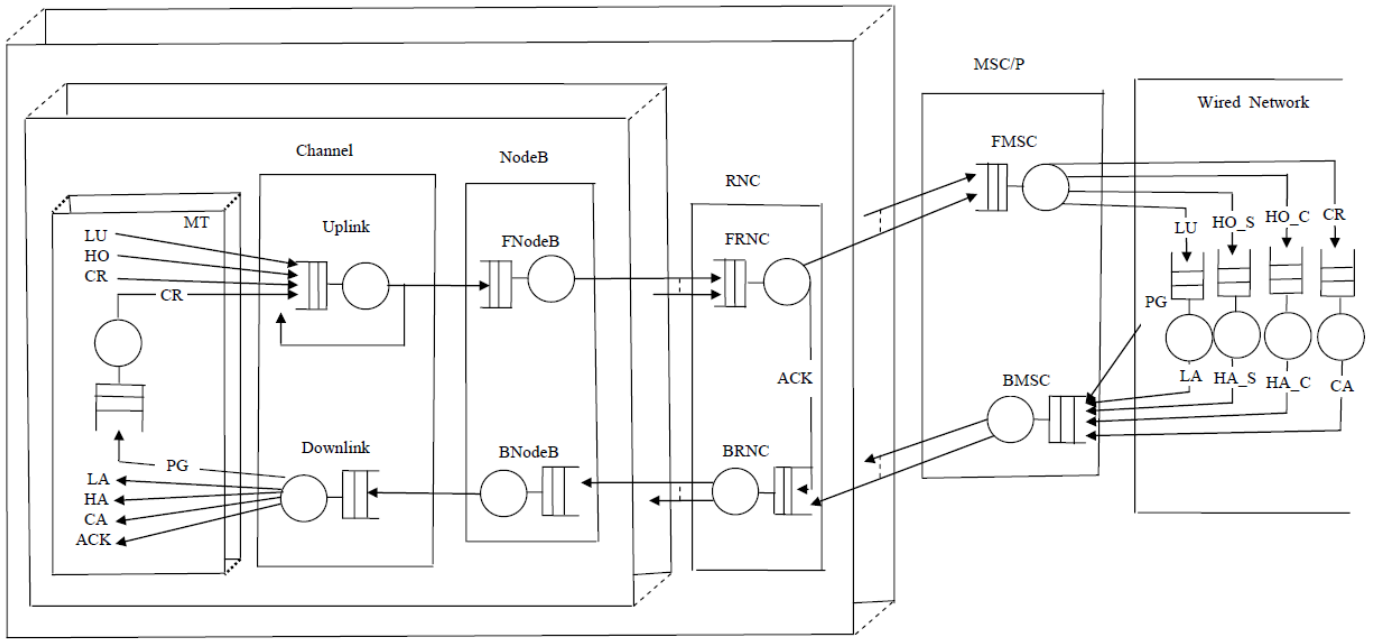 MSC/P
Wired Network
Channel
NodeB
FMSC
RNC
MT
Uplink
LU
HO
CR
CR
FNodeB
FRNC
LU
HO_S
HO_C
CR
PG
ACK
BMSC
LA
HA_S
HA_C
CA
Downlink
BNodeB
BRNC
PG
LA
HA
CA
ACK